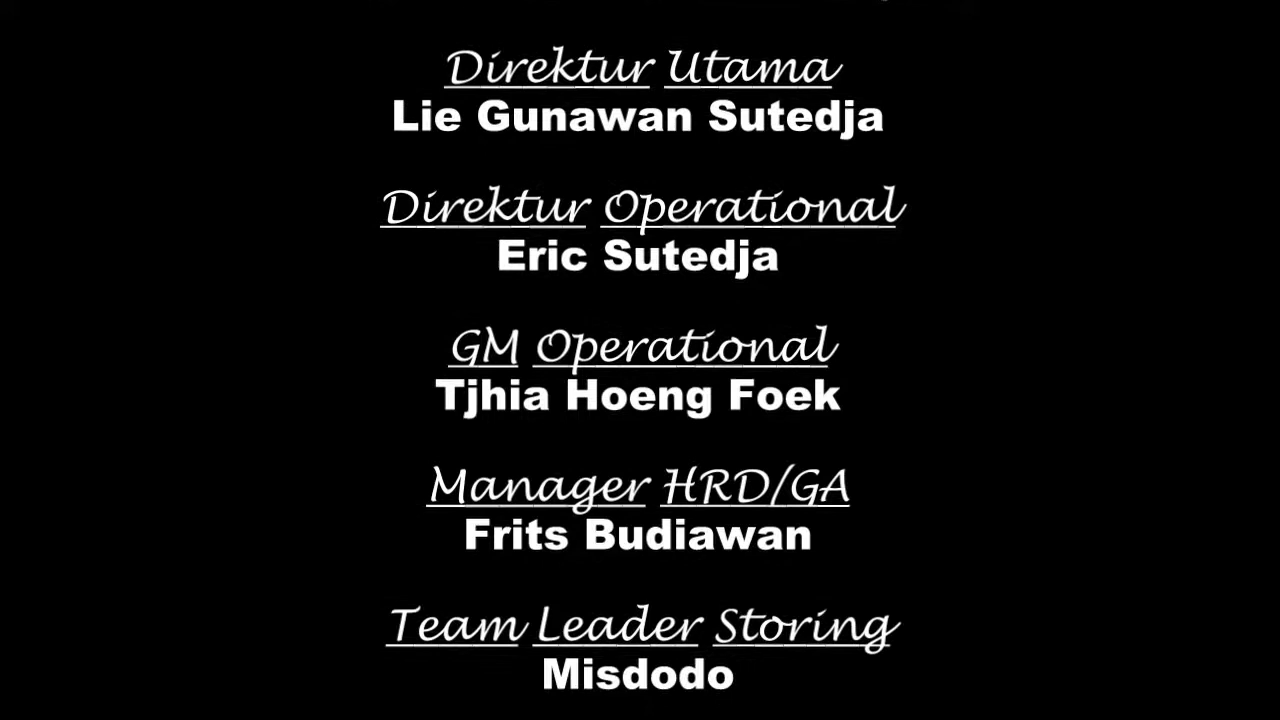 Direktur Utama
Lie Gunawan Sutedja
Direktur Operational
Eric Sutedja
GM Operational
Tjhia Hoeng Foek
Manager HRD/GA
Frits Budiawan
Team Leader Storing
Misdodo